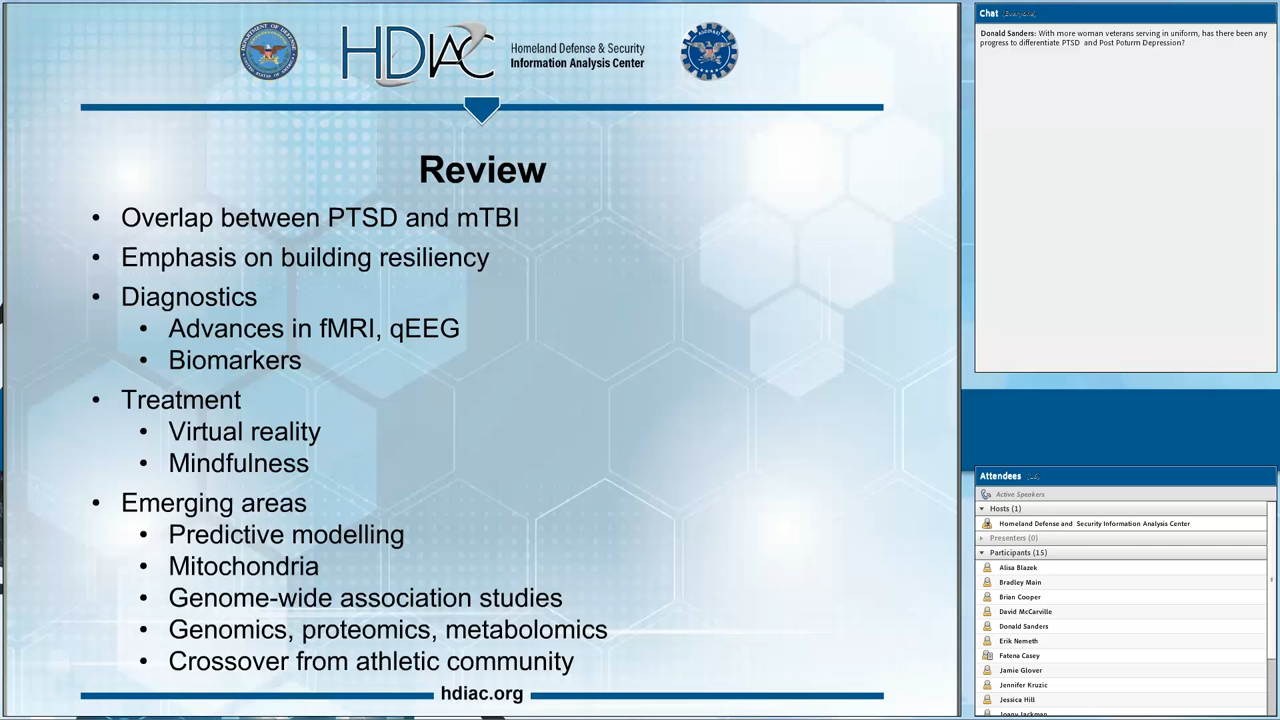 HDIAC
Homeland Defense & Security
Information Analysis Center
Review
• Overlap between PTSD and mTBI
• Emphasis on building resiliency
• Diagnostics
• Advances in fMRI, qEEG
• Biomarkers
• Treatment
• Virtual reality
• Mindfulness
• Emerging areas
• Predictive modelling
• Mitochondria
• Genome-wide association studies
• Genomics, proteomics, metabolomics
• Crossover from athletic community
hdiac.org
Chat (Everyone)
Donald Sanders: With more woman veterans serving in uniform, has there been any
progress to differentiate PTSD and Post Poturm Depression?
Attendees
Active Speakers
Hosts (1)
Homeland Defense and Security Information Analysis Center
Presenters (0)
Participants (15)
Alisa Blazek
Bradley Main
Brian Cooper
David McCarville
Donald Sanders
Erik Nemeth
Fatena Casey
Jamie Glover
Jennifer Kruzic
Jessica Hill